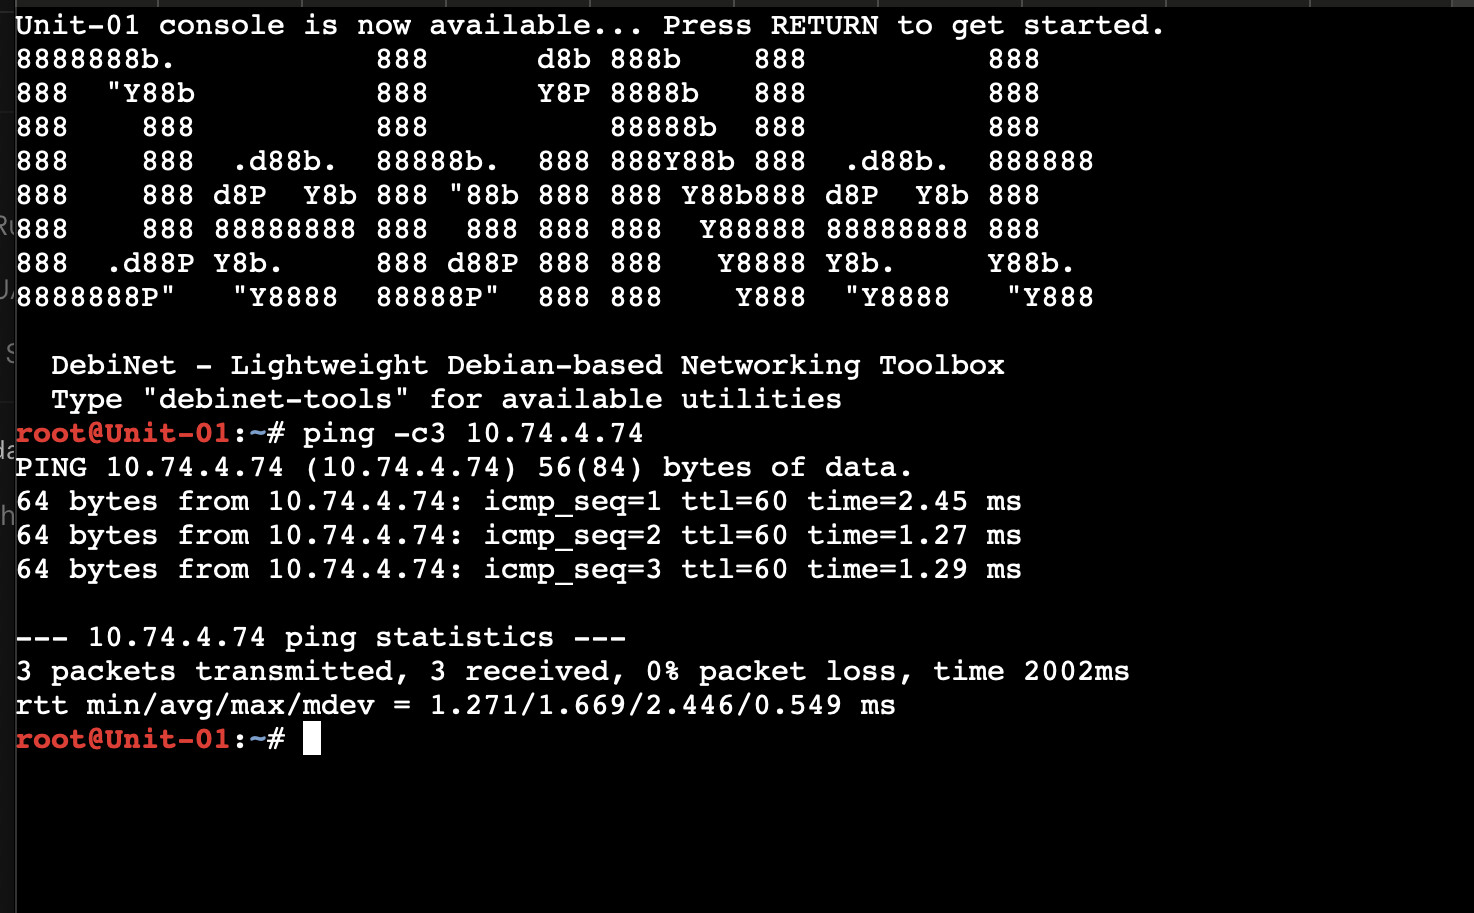 Unit-01 console is now available... Press RETURN to get started.
8888888b.            888      d8b 888b    888          888
888  "Y88b          888      Y8P 8888b   888          888
888    888          888          88888b  888          888
888    888  .d88b.  88888b.  888 888Y88b 888  .d88b.  888888
888    888 d8P  Y8b 888 "88b 888 888 Y88b888 d8P  Y8b 888
888    888 88888888 888  888 888 888  Y88888 88888888 888
888  .d88P Y8b.     888 d88P 888 888   Y8888 Y8b.     Y88b.
8888888P"   "Y8888  88888P"  888 888    Y888  "Y8888   "Y888
DebiNet - Lightweight Debian-based Networking Toolbox
Type "debinet-tools" for available utilities
root@Unit-01:~# ping -c3 10.74.4.74
PING 10.74.4.74 (10.74.4.74) 56(84) bytes of data.
64 bytes from 10.74.4.74: icmp_seq=1 ttl=60 time=2.45 ms
64 bytes from 10.74.4.74: icmp_seq=2 ttl=60 time=1.27 ms
64 bytes from 10.74.4.74: icmp_seq=3 ttl=60 time=1.29 ms
--- 10.74.4.74 ping statistics ---
3 packets transmitted, 3 received, 0% packet loss, time 2002ms
rtt min/avg/max/mdev = 1.271/1.669/2.446/0.549 ms
root@Unit-01:~#